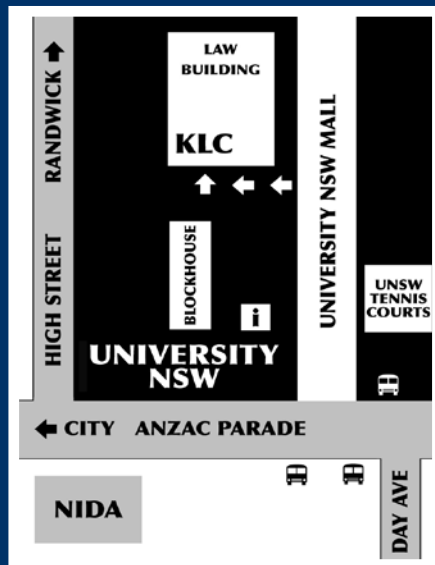 LAW
BUILDING
KLC
RANDWICK
HIGH STREET
UNIVERSITY NSW MALL
BLOCKHOUSE
i
UNSW
TENNIS
COURTS
UNIVERSITY
NSW
CITY ANZAC PARADE
NIDA
DAY AVE